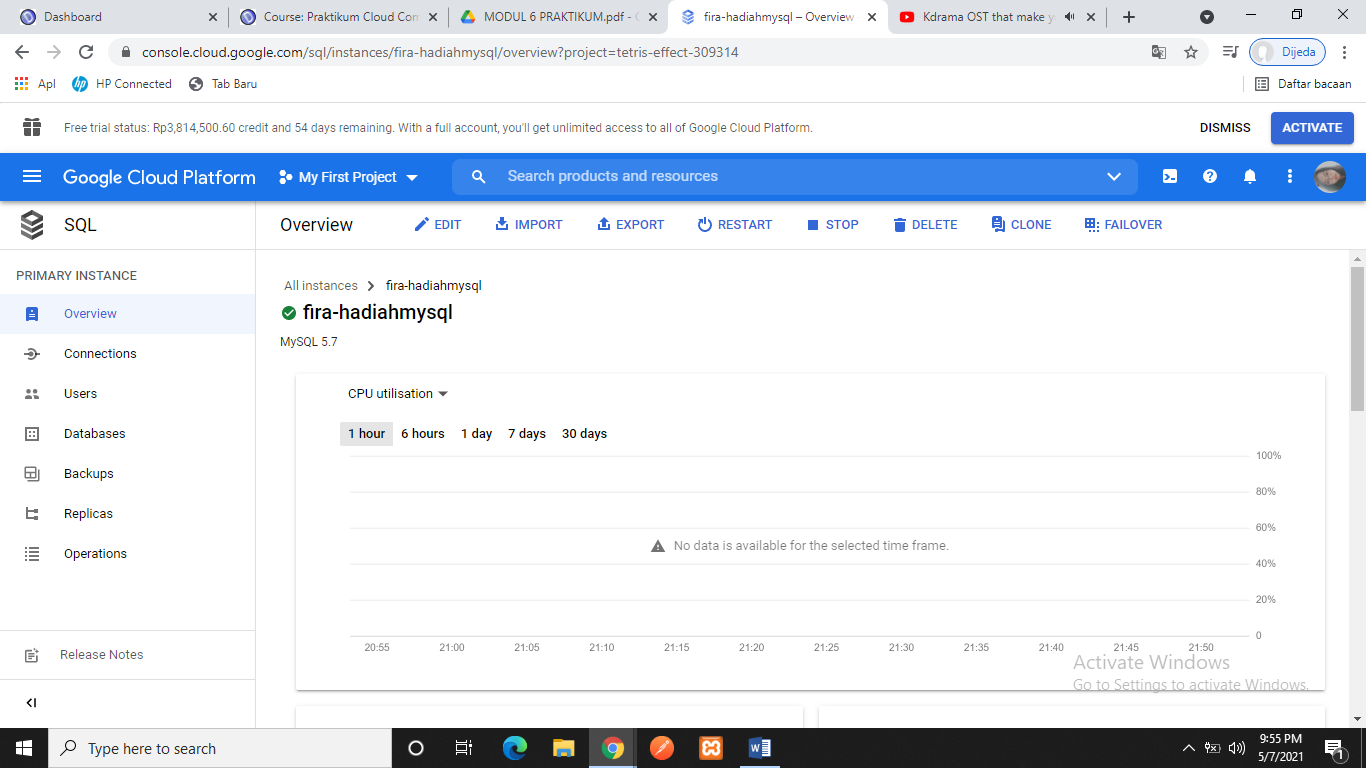 Dashboard
Course: Praktikum Cloud Com
MODUL 6 PRAKTIKUM.pdf - G
fira-hadiahmysql – Overview
Kdrama OST that make y
console.cloud.google.com/sql/instances/fira-hadiahmysql/overview?project=tetris-effect-309314
Dijeda
Apl
HP Connected
Tab Baru
Daftar bacaan
Free trial status: Rp3,814,500.60 credit and 54 days remaining. With a full account, you'll get unlimited access to all of Google Cloud Platform.
DISMISS
ACTIVATE
Google Cloud Platform
My First Project
Search products and resources
SQL
Overview
EDIT
IMPORT
EXPORT
RESTART
STOP
DELETE
CLONE
FAILOVER
PRIMARY INSTANCE
Overview
Connections
Users
Databases
Backups
Replicas
Operations
Release Notes
All instances
fira-hadiahmysql
fira-hadiahmysql
MySQL 5.7
CPU utilisation
1 hour
6 hours
1 day
7 days
30 days
100%
80%
60%
40%
20%
0
No data is available for the selected time frame.
20:55
21:00
21:05
21:10
21:15
21:20
21:25
21:30
21:35
21:40
21:45
21:50
Activate Windows
Go to Settings to activate Windows.
Type here to search
9:55 PM
5/7/2021
1